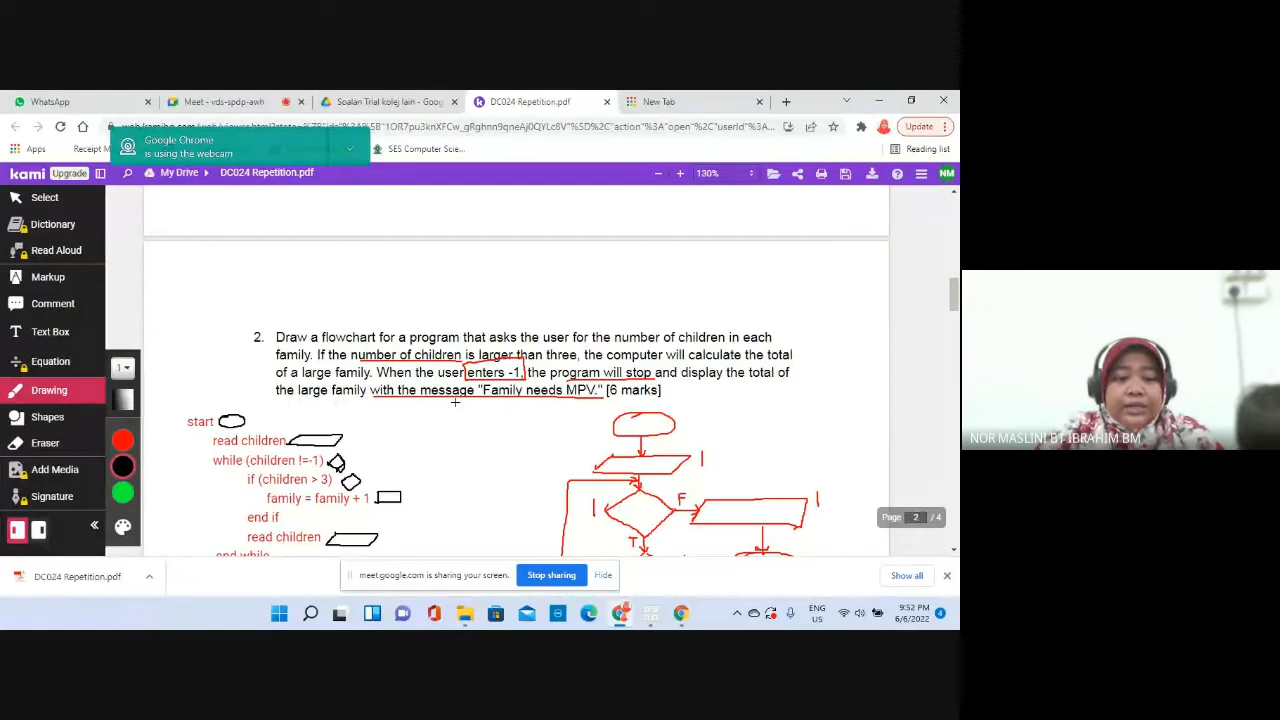 WhatsApp
Meet - vds-spdp-awh
Soalan Trial kolej lain - Goog
DC024 Repetition.pdf
New Tab
Google Chrome
is using the webcam
Update
Apps
Receipt M
SES Computer Scie...
Reading list
kami
Upgrade
My Drive
DC024 Repetition.pdf
130%
NM
Select
Dictionary
Read Aloud
Markup
Comment
Text Box
Equation
Drawing
Shapes
Eraser
Add Media
Signature
1
2. Draw a flowchart for a program that asks the user for the number of children in each
family. If the number of children is larger than three, the computer will calculate the total
of a large family. When the user enters -1, the program will stop and display the total of
the large family with the message "Family needs MPV." [6 marks]
start
read children
while (children !=-1)
if (children > 3)
family = family + 1
end if
read children
end while
1
1
F
1
T
Page 2 / 4
NOR MASLINI BT IBRAHIM BM
DC024 Repetition.pdf
meet.google.com is sharing your screen.
Stop sharing
Hide
Show all
ENG
US
9:52 PM
6/6/2022
4